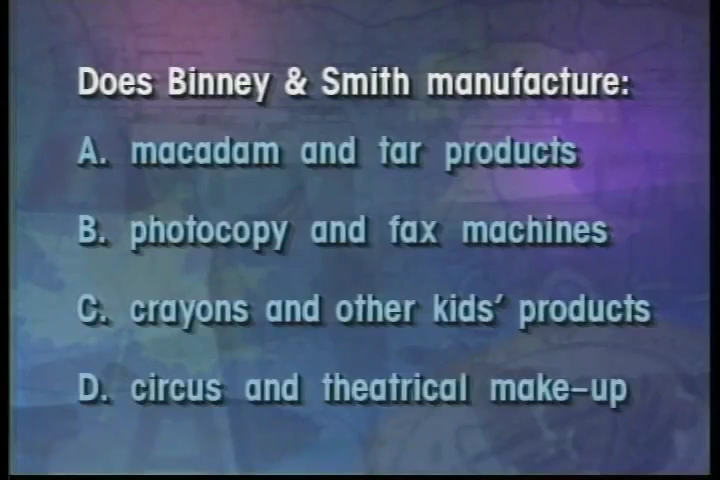 Does Binney & Smith manufacture:
A. macadam and tar products
B. photocopy and fax machines
C. crayons and other kids' products
D. circus and theatrical make-up